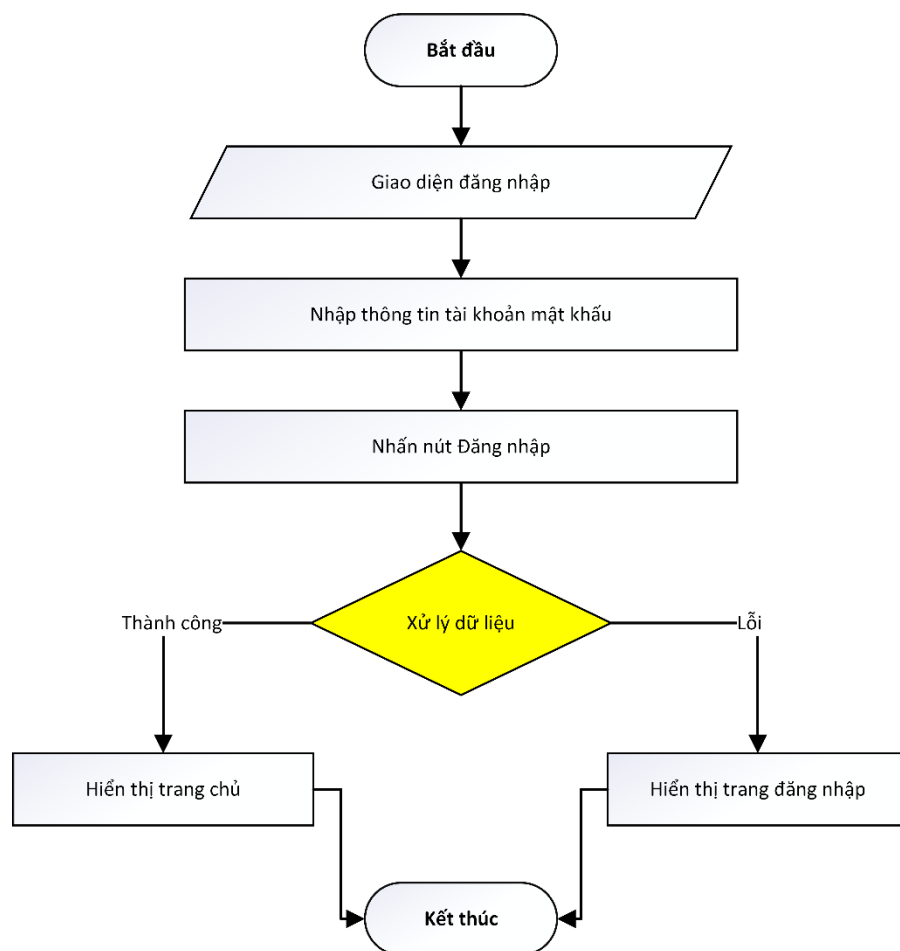 Bắt đầu
Giao diện đăng nhập
Nhập thông tin tài khoản mật khấu
Nhấn nút Đăng nhập
Xử lý dữ liệu
Thành công
Lỗi
Hiển thị trang chủ
Hiển thị trang đăng nhập
Kết thúc